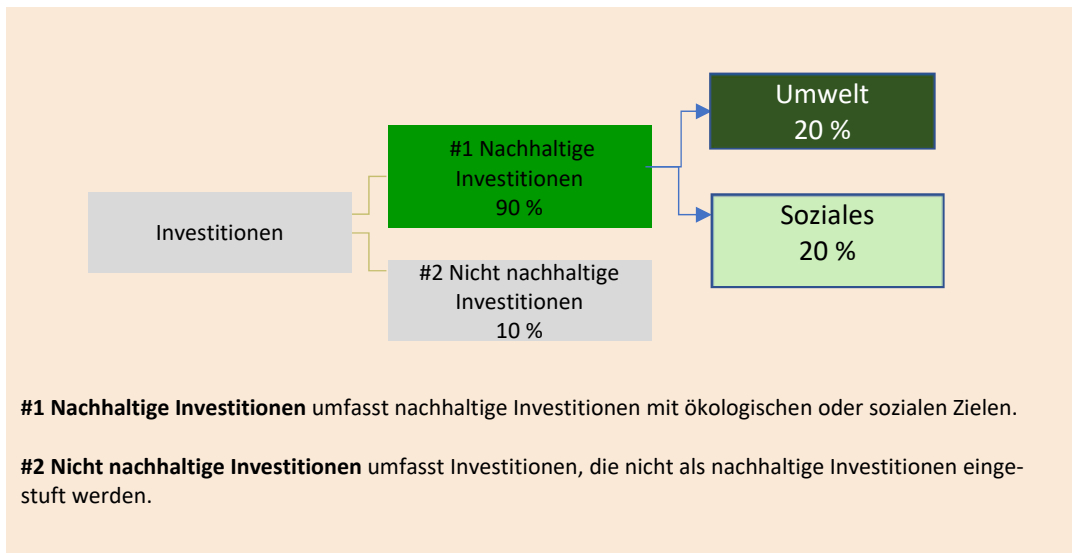 Umwelt
20 %
#1 Nachhaltige
Investitionen
90 %
Soziales
20 %
Investitionen
#2 Nicht nachhaltige
Investitionen
10 %
#1 Nachhaltige Investitionen umfasst nachhaltige Investitionen mit ökologischen oder sozialen Zielen.
#2 Nicht nachhaltige Investitionen umfasst Investitionen, die nicht als nachhaltige Investitionen einge-
stuft werden.